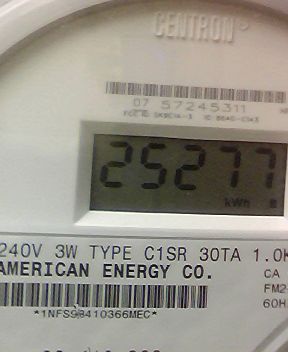 CENTRON®
07 57245311
25277
kWh
240V 3W TYPE C1SR 30TA 1.0K
AMERICAN ENERGY CO.
CA
FM2
60H
*1NFS98410366MEC*